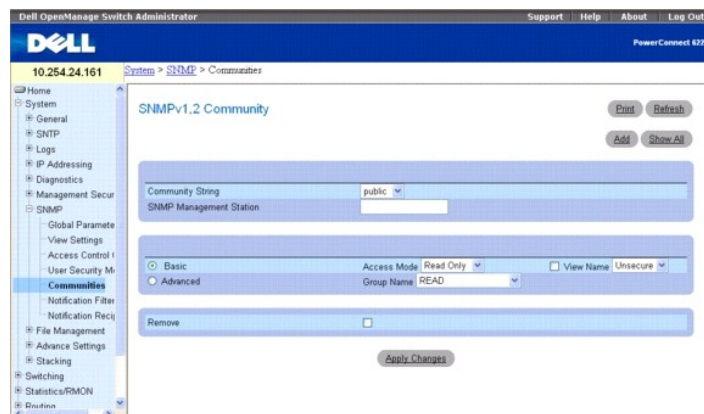 Dell OpenManage Switch Administrator
Support Help About Log Out
DELL
PowerConnect 622
10.254.24.161
System > SNMP > Communities
Home
System
General
SNTP
Logs
IP Addressing
Diagnostics
Management Secur
SNMP
Global Paramete
View Settings
Access Control
User Security M
Communities
Notification Filter
Notification Reci
File Management
Advance Settings
Stacking
Switching
Statistics/RMON
Routing
SNMPv1,2 Community
Print Refresh
Add Show All
Community String public
SNMP Management Station
Basic Access Mode Read Only View Name Unsecure
Advanced Group Name READ
Remove
Apply Changes